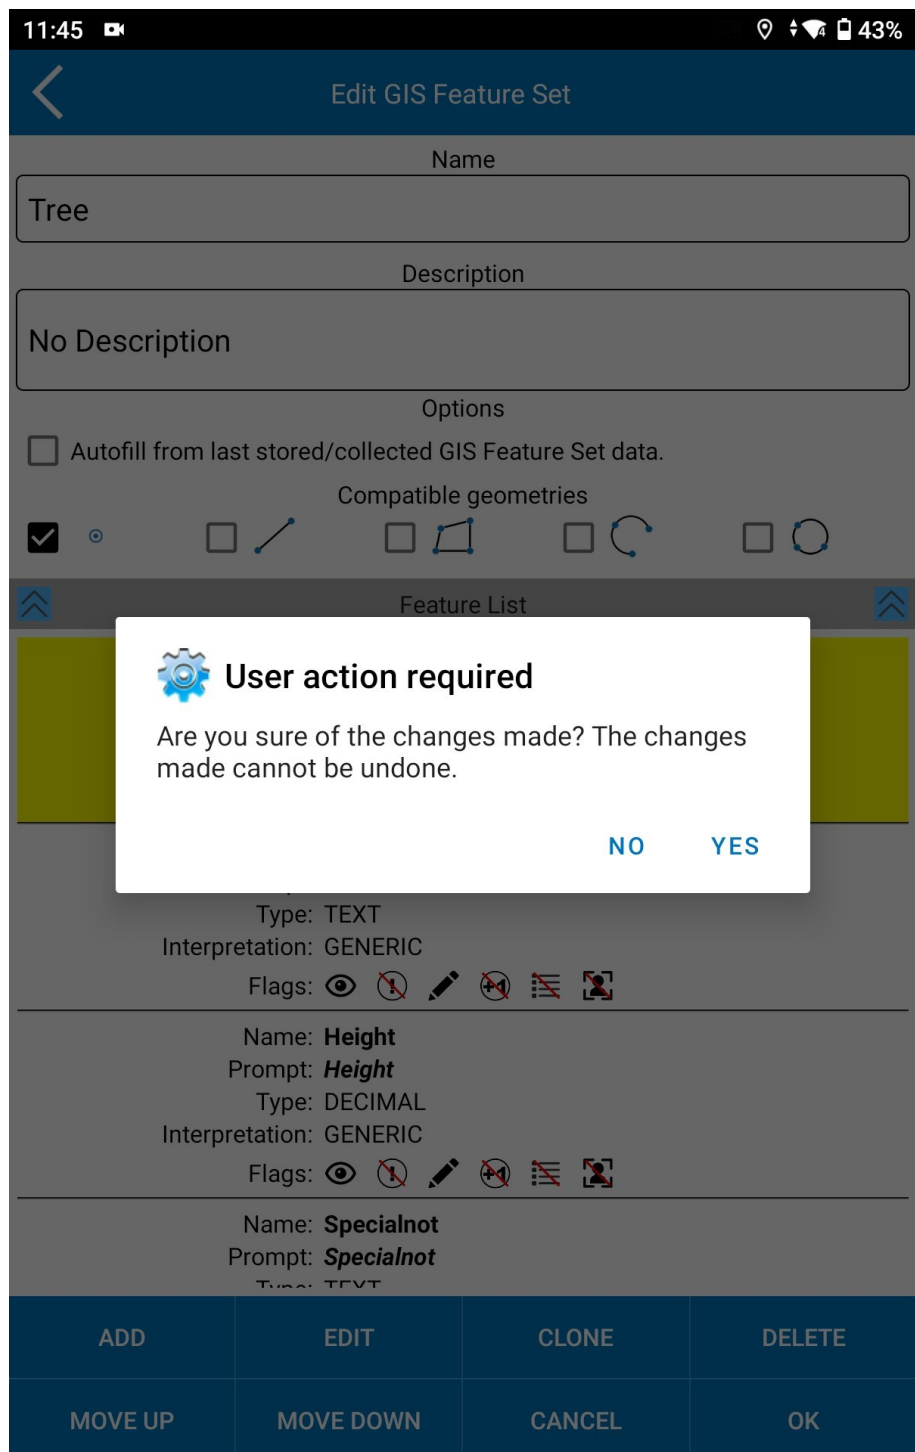 11:45 43%
Edit GIS Feature Set
Name
Tree
Description
No Description
Options
Autofill from last stored/collected GIS Feature Set data.
Compatible geometries
Feature List
User action required
Are you sure of the changes made? The changes
made cannot be undone.
NO YES
Type: TEXT
Interpretation: GENERIC
Flags:
Name: Height
Prompt: Height
Type: DECIMAL
Interpretation: GENERIC
Flags:
Name: Specialnot
Prompt: Specialnot
Type: TEXT
ADD EDIT CLONE DELETE
MOVE UP MOVE DOWN CANCEL OK